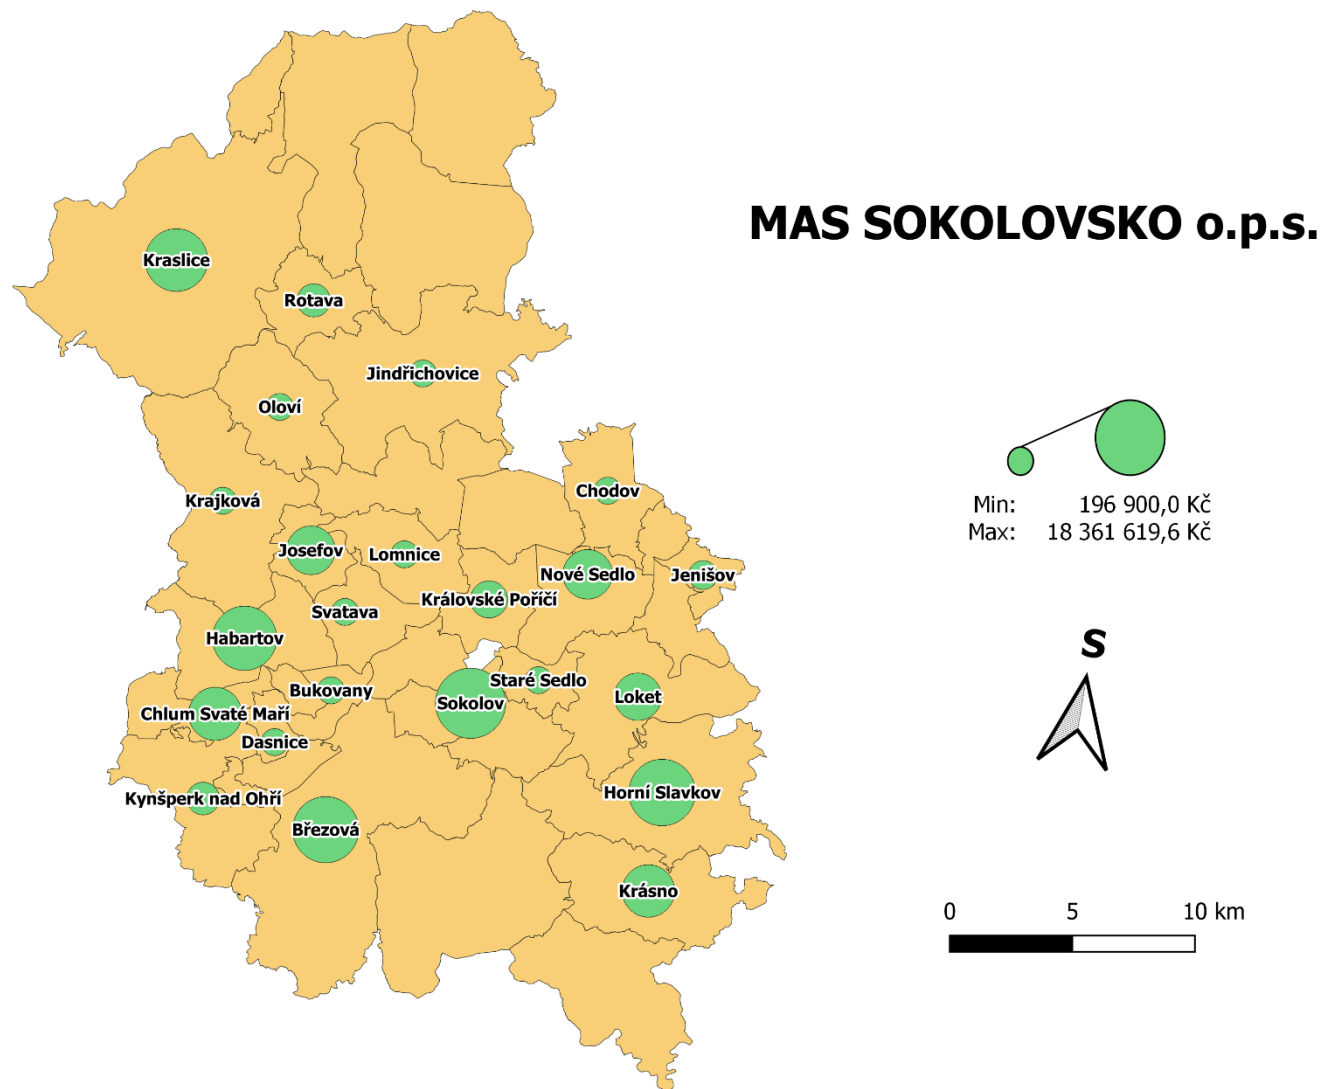 MAS SOKOLOVSKO o.p.s.
Kraslice
Rotava
Jindřichovice
Oloví
Krajková
Chodov
Josefov
Lomnice
Nové Sedlo
Jenišov
Královské Poříčí
Svatava
Habartov
Bukovany
Staré Sedlo
Sokolov
Loket
Chlum Svaté Maří
Dasnice
Kynšperk nad Ohří
Horní Slavkov
Březová
Krásno
Min: 196 900,0 Kč
Max: 18 361 619,6 Kč
S
0 5 10 km